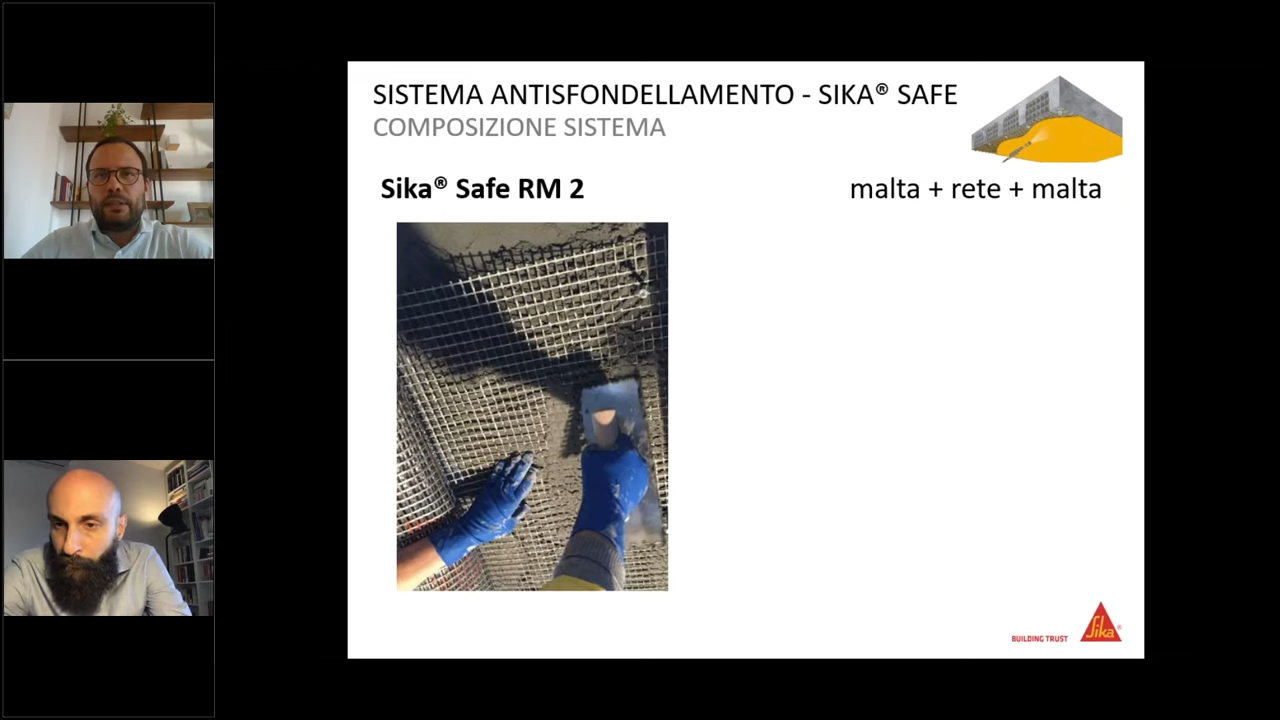 SISTEMA ANTISFONDELLAMENTO - SIKA® SAFE
COMPOSIZIONE SISTEMA
Sika® Safe RM 2
malta + rete + malta
BUILDING TRUST
Sika®